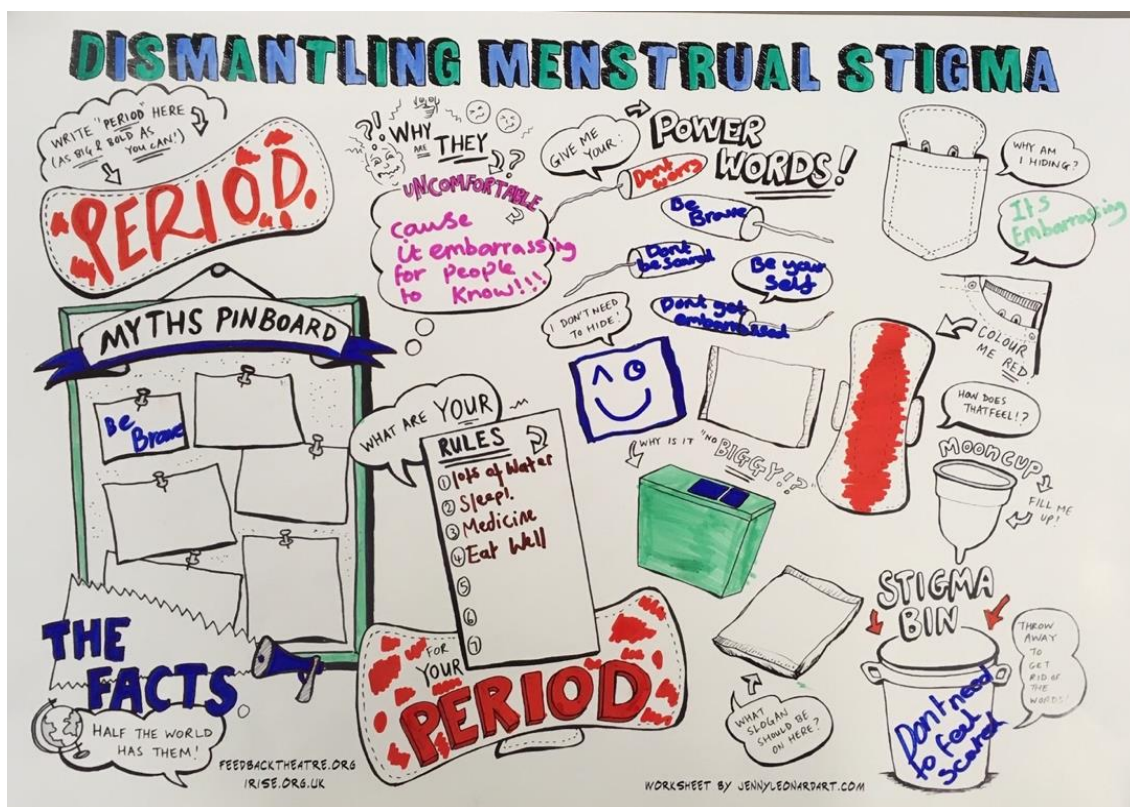 DISMANTLING MENSTRUAL STIGMA
WRITE "PERIOD" HERE
(AS BIG & BOLD AS
YOU CAN!)
PERIOD.
?!
WHY
ARE THEY
??
UNCOMFORTABLE
cause
it embarrassing
for people
to know!!!
GIVE ME
YOUR:
POWER
WORDS!
Dont
worry
Be
Brave
Dont
be scared
Be your
self
Dont get
embarrassed
WHY AM
I HIDING?
Its
Embarrassing
MYTHS PINBOARD
Be
Brave
I DON'T NEED
TO HIDE!
COLOUR
ME RED!
HOW DOES
THAT FEEL!?
WHAT ARE YOUR
RULES
1 lots of Water
2 Sleep!.
3 Medicine
4 Eat Well
5
6
7
FOR
YOUR
PERIOD
WHY IS IT "NO
BIGGY!!?
MOONCUP
FILL ME
UP!
STIGMA
BIN
THROW
AWAY
TO
GET
RID OF
THE
WORDS!
Dont need
to feel
scared
WHAT
SLOGAN
SHOULD BE
ON HERE?
THE
FACTS
HALF THE WORLD
HAS THEM!
FEEDBACKTHEATRE.ORG
IRISE.ORG.UK
WORKSHEET BY JENNYLEONARDART.COM